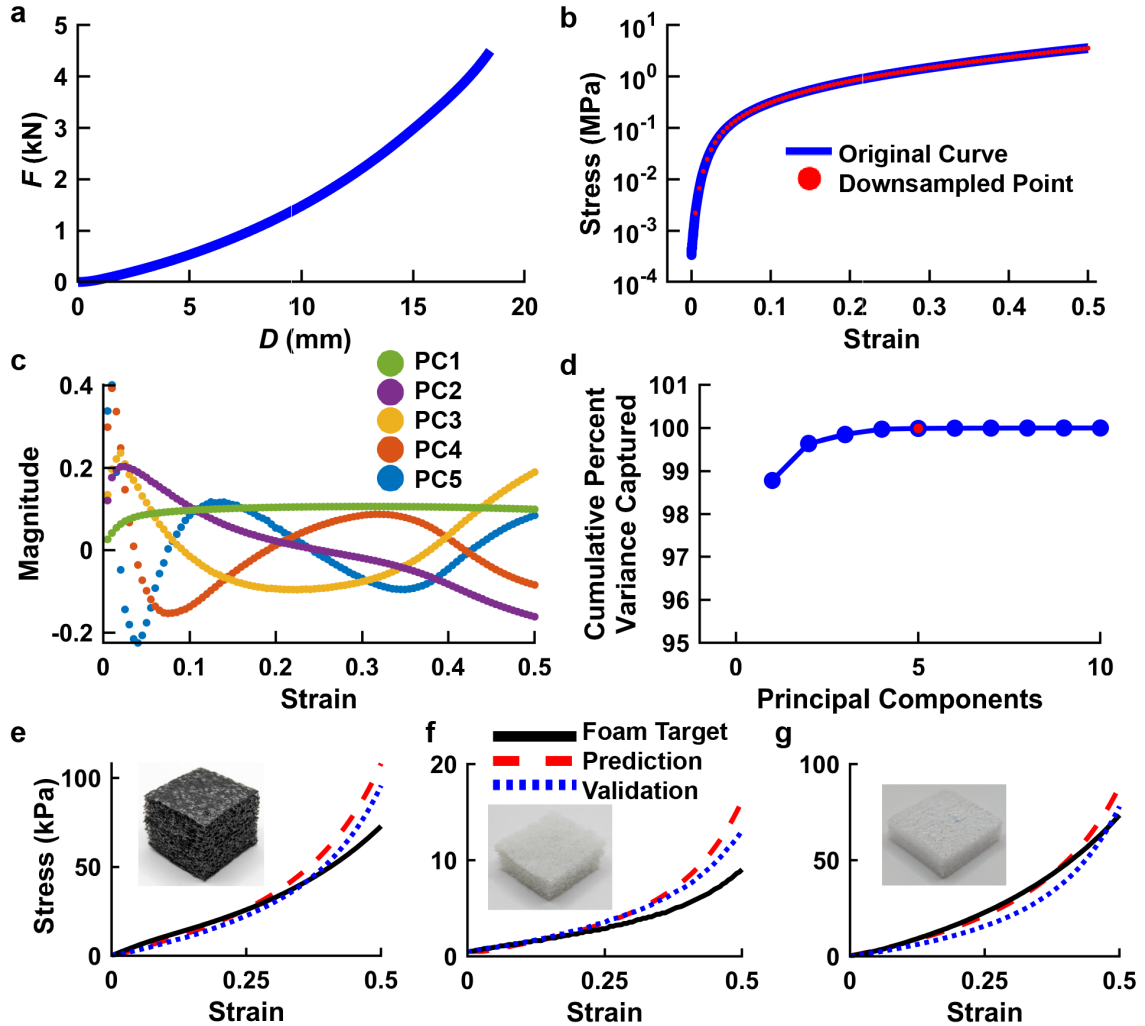 a
5
4
3
2
1
0
F (kN)
0 5 10 15 20
D (mm)
b
10^1
10^0
10^-1
10^-2
10^-3
10^-4
Stress (MPa)
Original Curve
Downsampled Point
0 0.1 0.2 0.3 0.4 0.5
Strain
c
PC1
PC2
PC3
PC4
PC5
0.4
0.2
0
-0.2
Magnitude
0 0.1 0.2 0.3 0.4 0.5
Strain
d
101
100
99
98
97
96
95
Cumulative Percent
Variance Captured
0 5 10
Principal Components
e
100
50
0
Stress (kPa)
0 0.25 0.5
Strain
f
Foam Target
Prediction
Validation
20
10
0
0 0.25 0.5
Strain
g
100
50
0
0 0.25 0.5
Strain